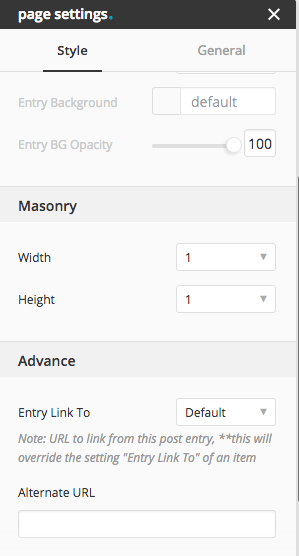 page settings.
Style General
Entry Background default
Entry BG Opacity 100
Masonry
Width 1
Height 1
Advance
Entry Link To Default
Note: URL to link from this post entry, **this will
override the setting "Entry Link To" of an item
Alternate URL